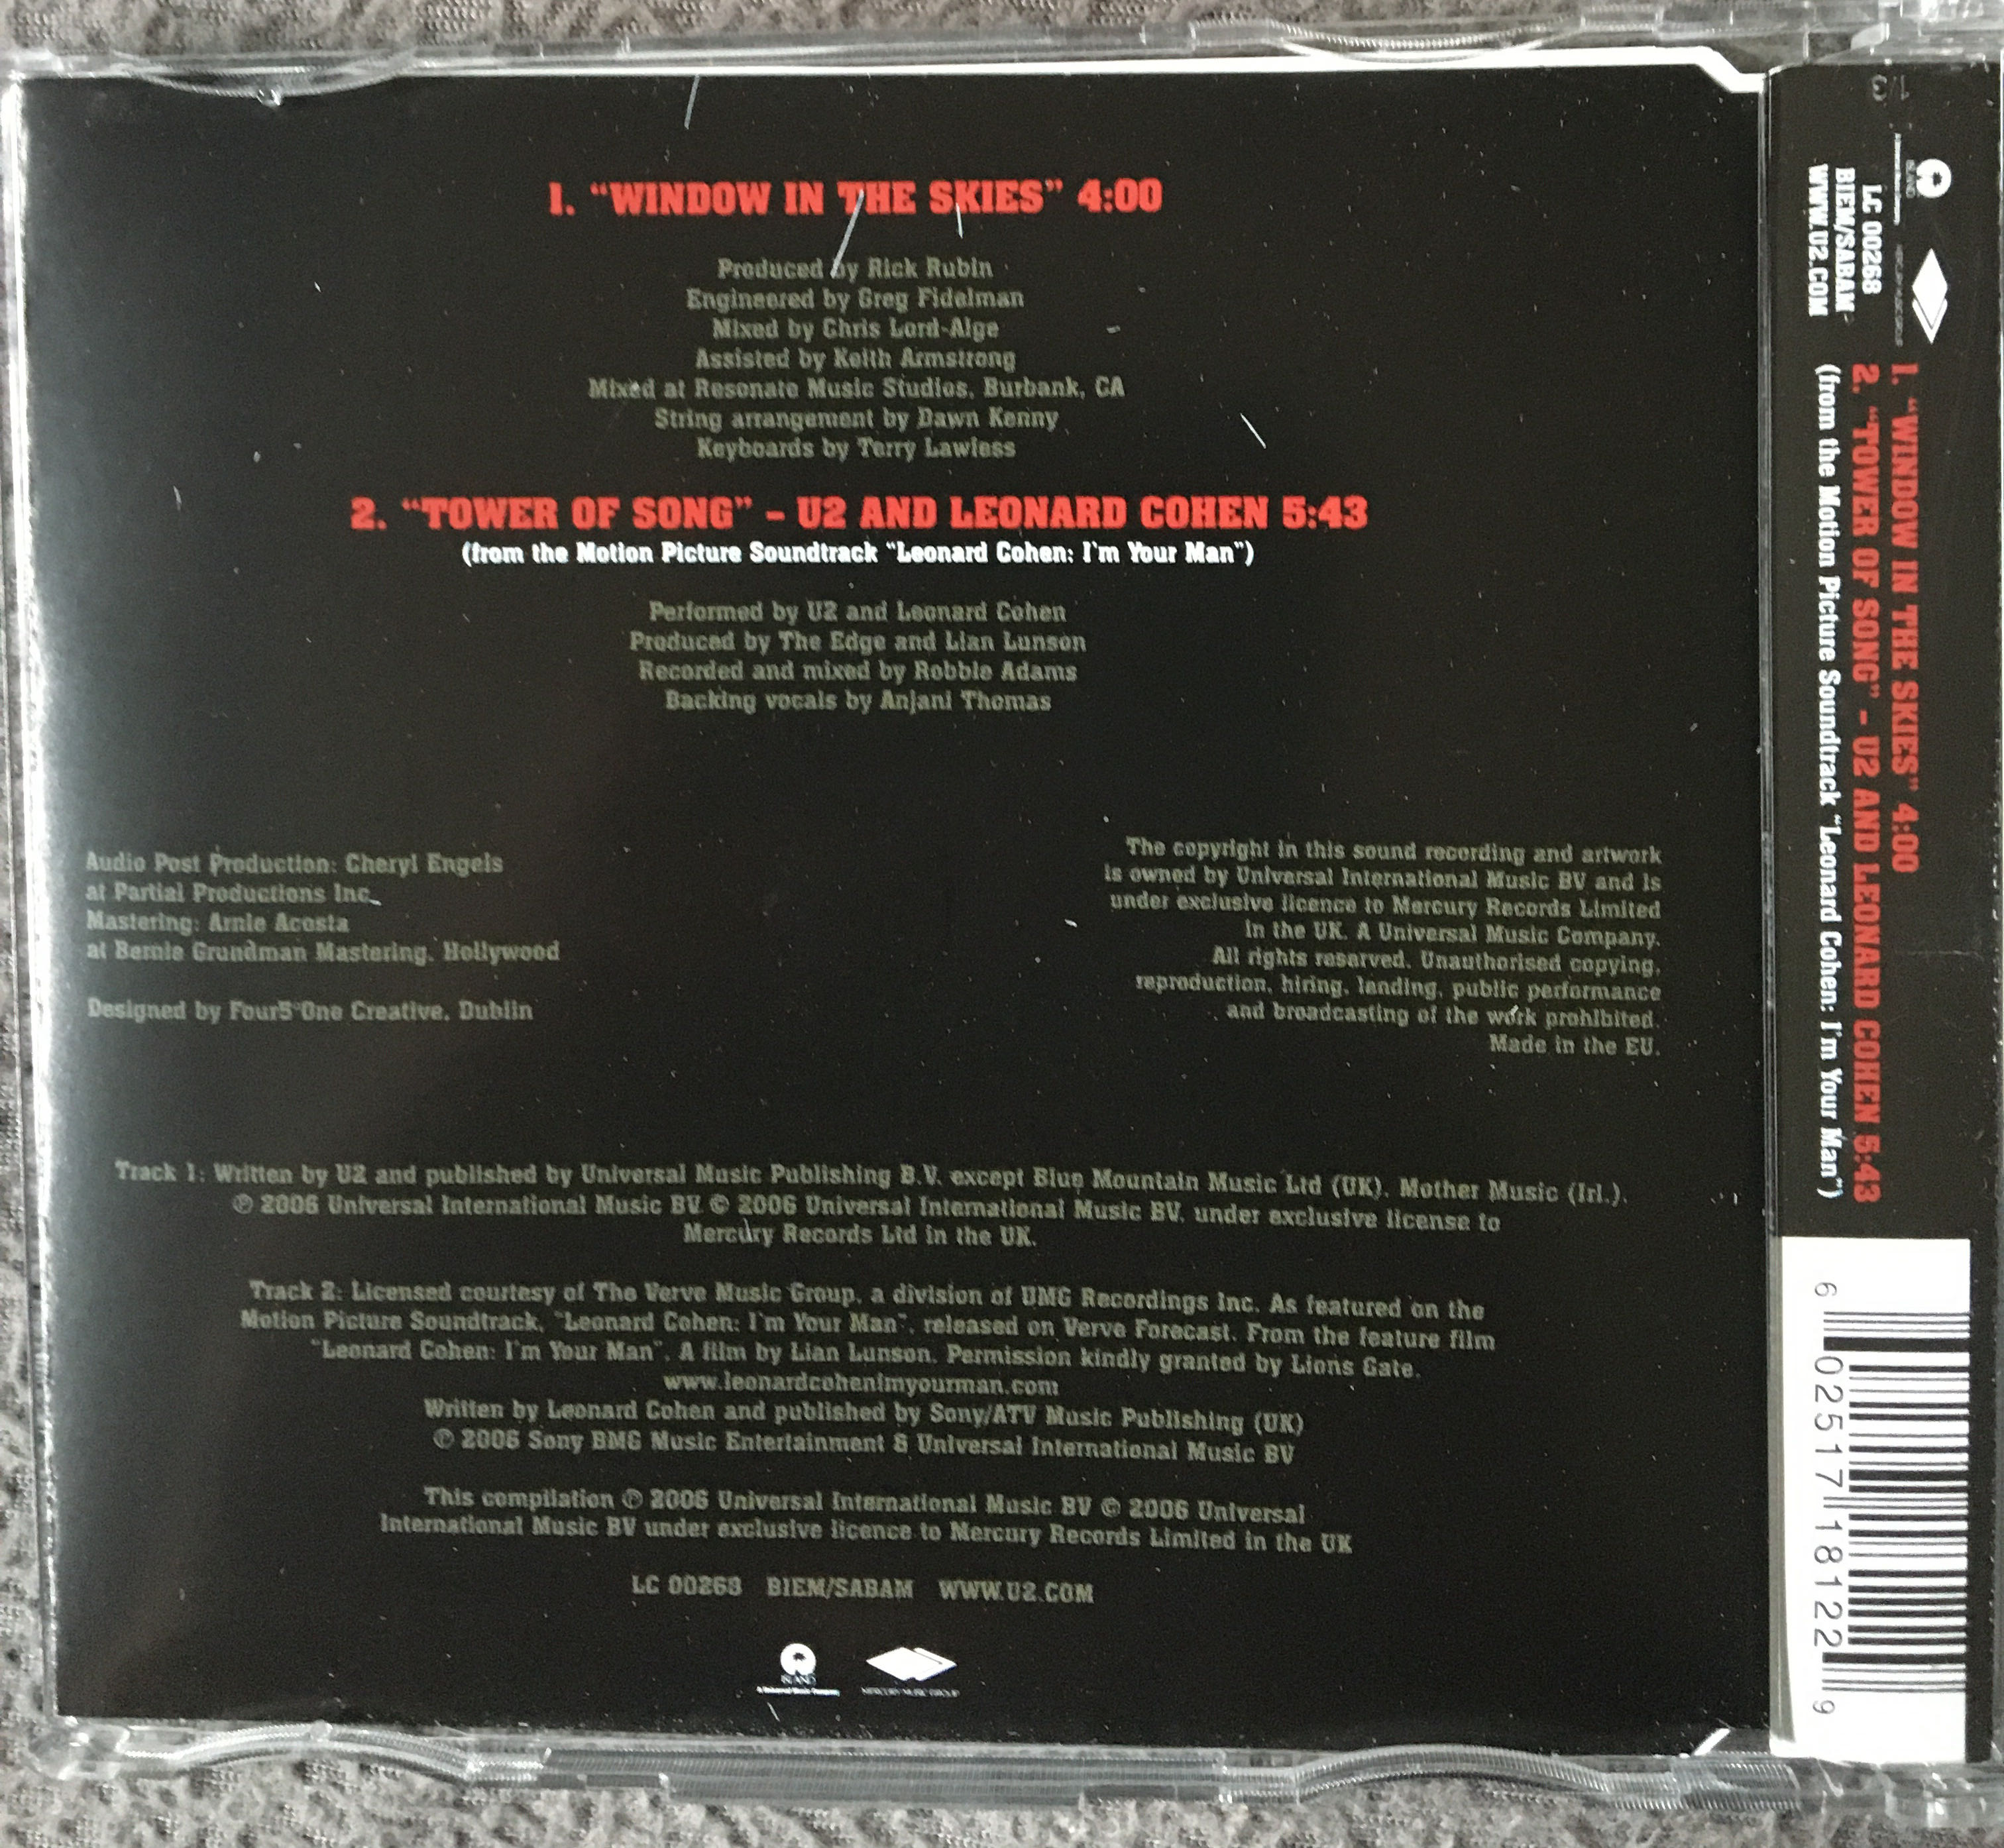 1. “WINDOW IN THE SKIES” 4:00
Produced by Rick Rubin
Engineered by Greg Fidelman
Mixed by Chris Lord-Alge
Assisted by Keith Armstrong
Mixed at Resonate Music Studios, Burbank, CA
String arrangement by Dawn Kenny
Keyboards by Terry Lawless
2. “TOWER OF SONG” – U2 AND LEONARD COHEN 5:43
(from the Motion Picture Soundtrack “Leonard Cohen: I'm Your Man”)
Performed by U2 and Leonard Cohen
Produced by The Edge and Lian Lunson
Recorded and mixed by Robbie Adams
Backing vocals by Anjani Thomas
Audio Post Production: Cheryl Engels
at Partial Productions Inc.
Mastering: Arnie Acosta
at Bernie Grundman Mastering, Hollywood
Designed by Four5°One Creative, Dublin
The copyright in this sound recording and artwork
is owned by Universal International Music BV and is
under exclusive licence to Mercury Records Limited
in the UK. A Universal Music Company.
All rights reserved. Unauthorised copying,
reproduction, hiring, lending, public performance
and broadcasting of the work prohibited.
Made in the EU.
Track 1: Written by U2 and published by Universal Music Publishing B.V. except Blue Mountain Music Ltd (UK), Mother Music (Irl.).
℗ 2006 Universal International Music BV © 2006 Universal International Music BV, under exclusive license to
Mercury Records Ltd in the UK.
Track 2: Licensed courtesy of The Verve Music Group, a division of UMG Recordings Inc. As featured on the
Motion Picture Soundtrack, “Leonard Cohen: I'm Your Man”, released on Verve Forecast. From the feature film
“Leonard Cohen: I'm Your Man”. A film by Lian Lunson. Permission kindly granted by Lions Gate.
www.leonardcohenimyourman.com
Written by Leonard Cohen and published by Sony/ATV Music Publishing (UK)
℗ 2006 Sony BMG Music Entertainment & Universal International Music BV
This compilation ℗ 2006 Universal International Music BV © 2006 Universal
International Music BV under exclusive licence to Mercury Records Limited in the UK
LC 00268 BIEM/SABAM WWW.U2.COM
ISLAND
A Universal Music Company
MERCURY MUSIC GROUP
1/3
ISLAND
LC 00268
BIEM/SABAM
WWW.U2.COM
1. “WINDOW IN THE SKIES” 4:00
2. “TOWER OF SONG” – U2 AND LEONARD COHEN 5:43
(from the Motion Picture Soundtrack “Leonard Cohen: I'm Your Man”)
6 02517 18122 9